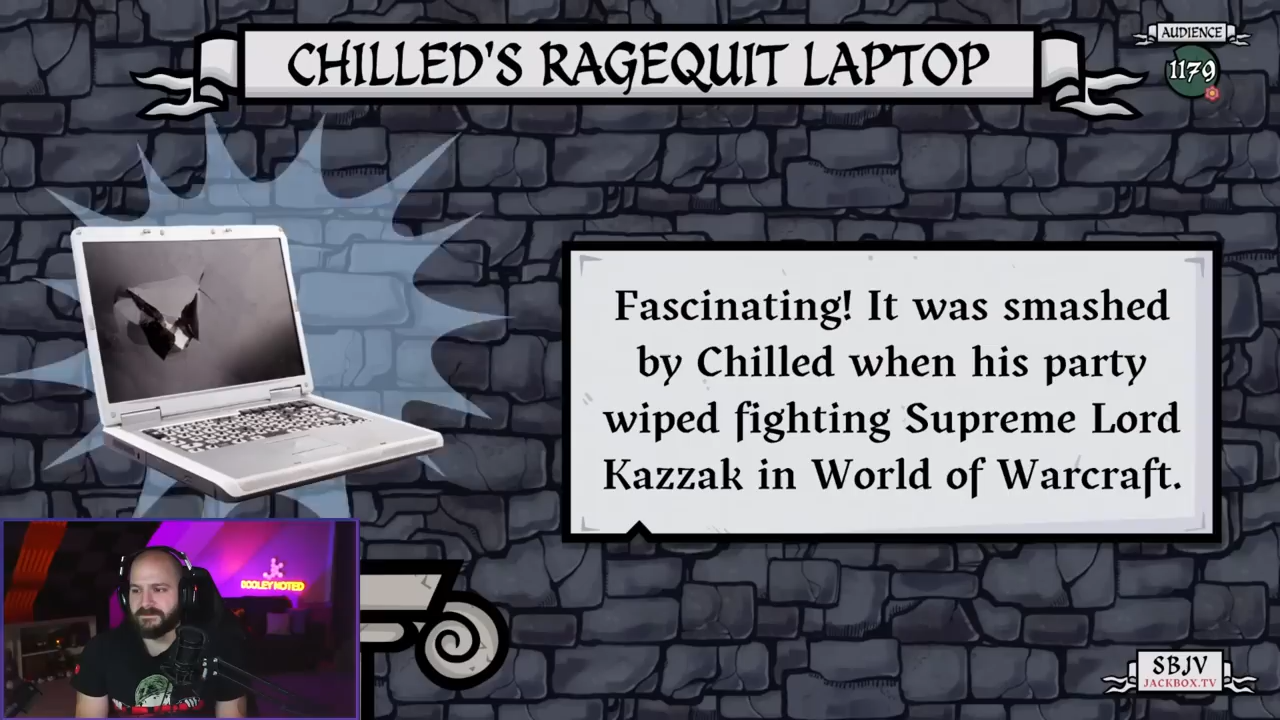 CHILLED'S RAGEQUIT LAPTOP
AUDIENCE
1179
Fascinating! It was smashed
by Chilled when his party
wiped fighting Supreme Lord
Kazzak in World of Warcraft.
DOOLEYNOTED
SBJV
JACKBOX.TV